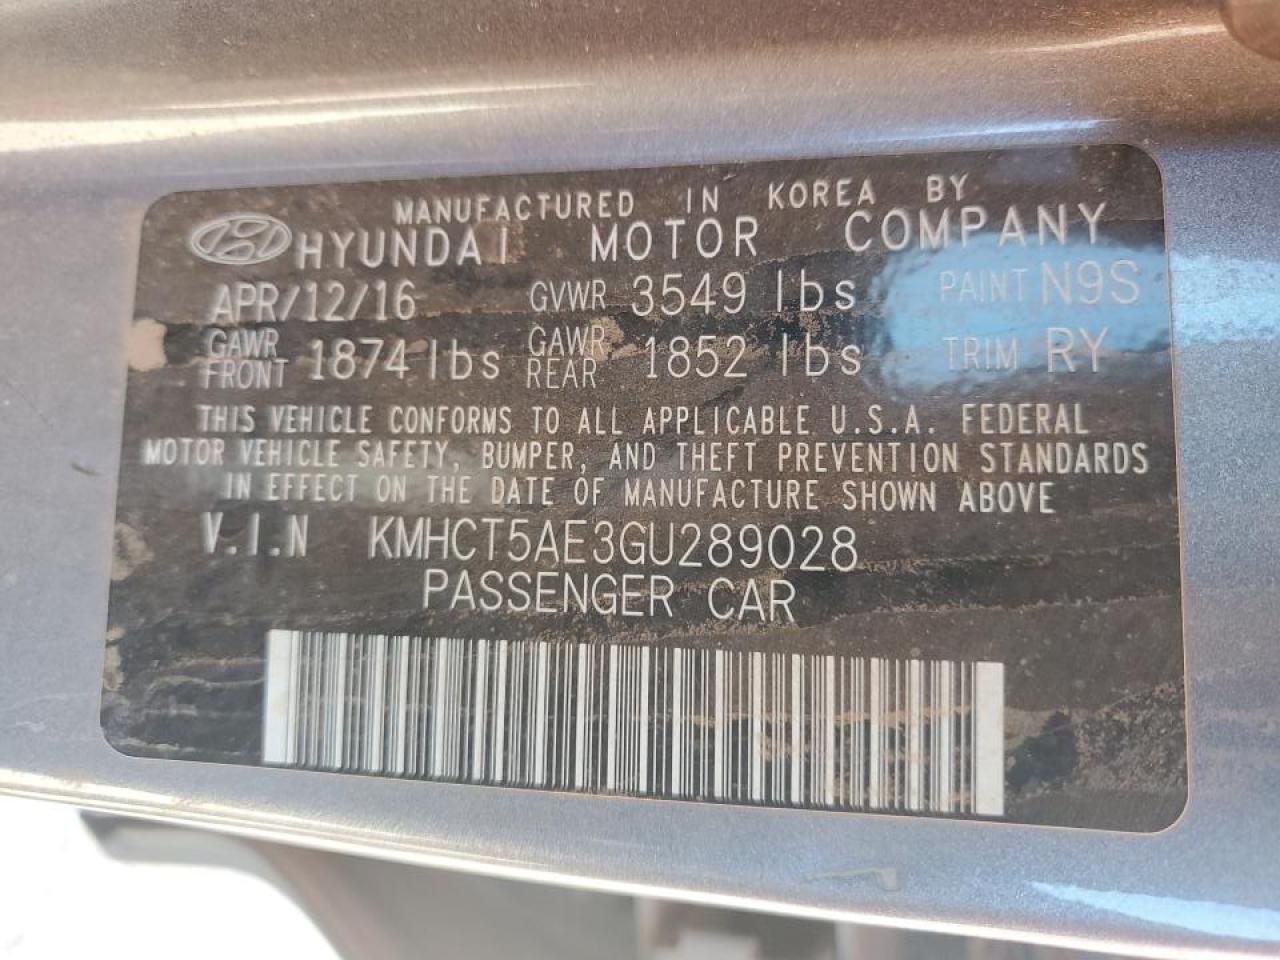 MANUFACTURED IN KOREA BY
HYUNDAI MOTOR COMPANY
APR/12/16 GVWR 3549 lbs PAINT N9S
GAWR FRONT 1874 lbs GAWR REAR 1852 lbs TRIM RY
THIS VEHICLE CONFORMS TO ALL APPLICABLE U.S.A. FEDERAL
MOTOR VEHICLE SAFETY, BUMPER, AND THEFT PREVENTION STANDARDS
IN EFFECT ON THE DATE OF MANUFACTURE SHOWN ABOVE
V.I.N KMHCT5AE3GU289028
PASSENGER CAR